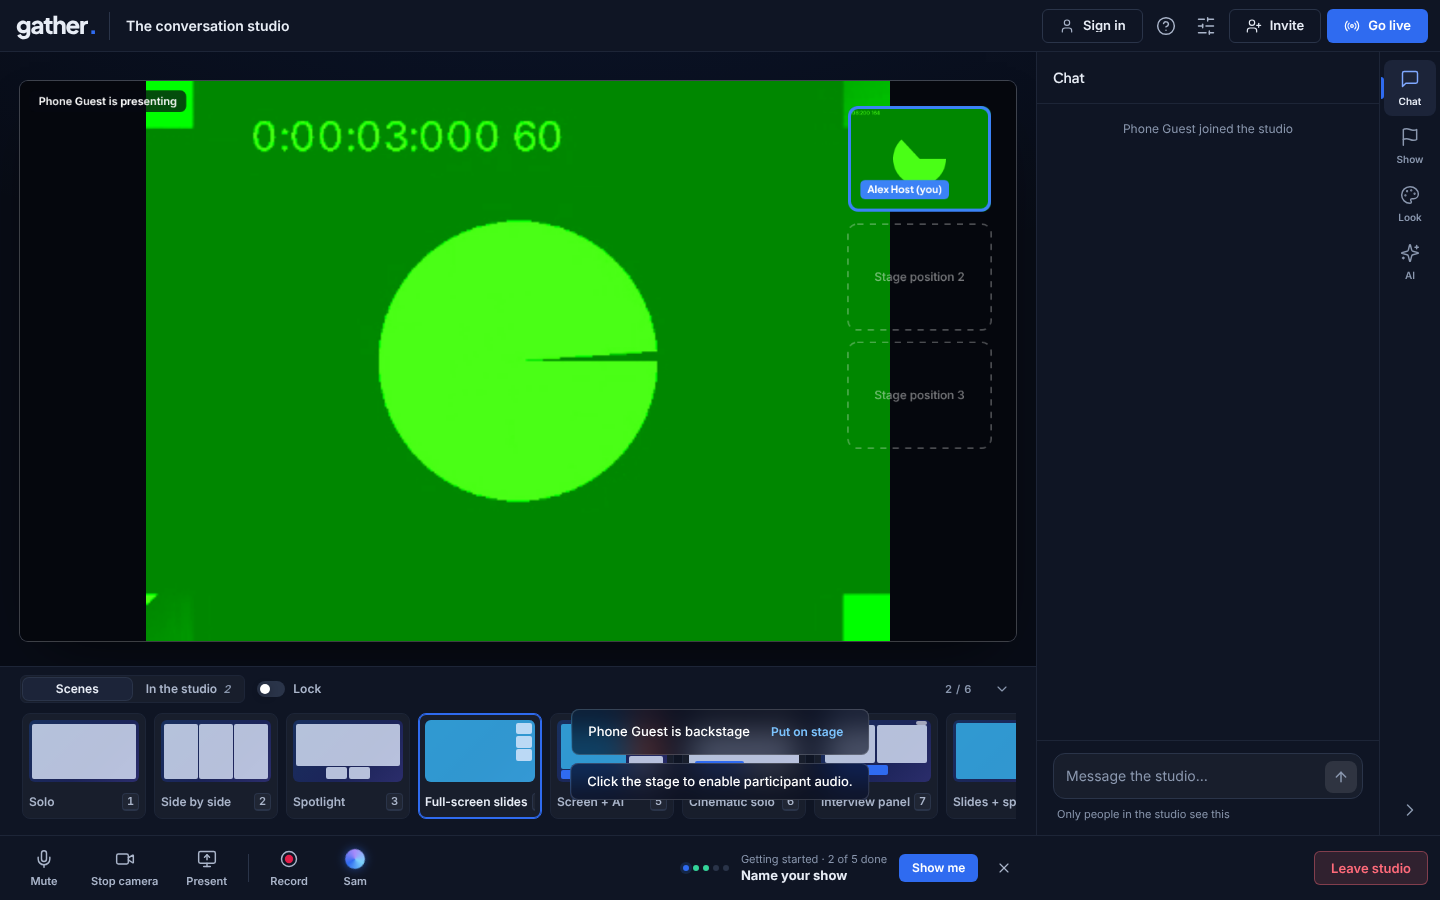 gather.
The conversation studio
Sign in
Invite
Go live
Phone Guest is presenting
0:00:03:000 60
Alex Host (you)
Stage position 2
Stage position 3
Chat
Phone Guest joined the studio
Chat
Show
Look
AI
Scenes
In the studio 2
Lock
2 / 6
Phone Guest is backstage
Put on stage
Click the stage to enable participant audio.
Solo 1
Side by side 2
Spotlight 3
Full-screen slides
Screen + AI 5
Cinematic solo 6
Interview panel 7
Slides + sp
Message the studio...
Only people in the studio see this
Mute
Stop camera
Present
Record
Sam
Getting started · 2 of 5 done
Name your show
Show me
Leave studio